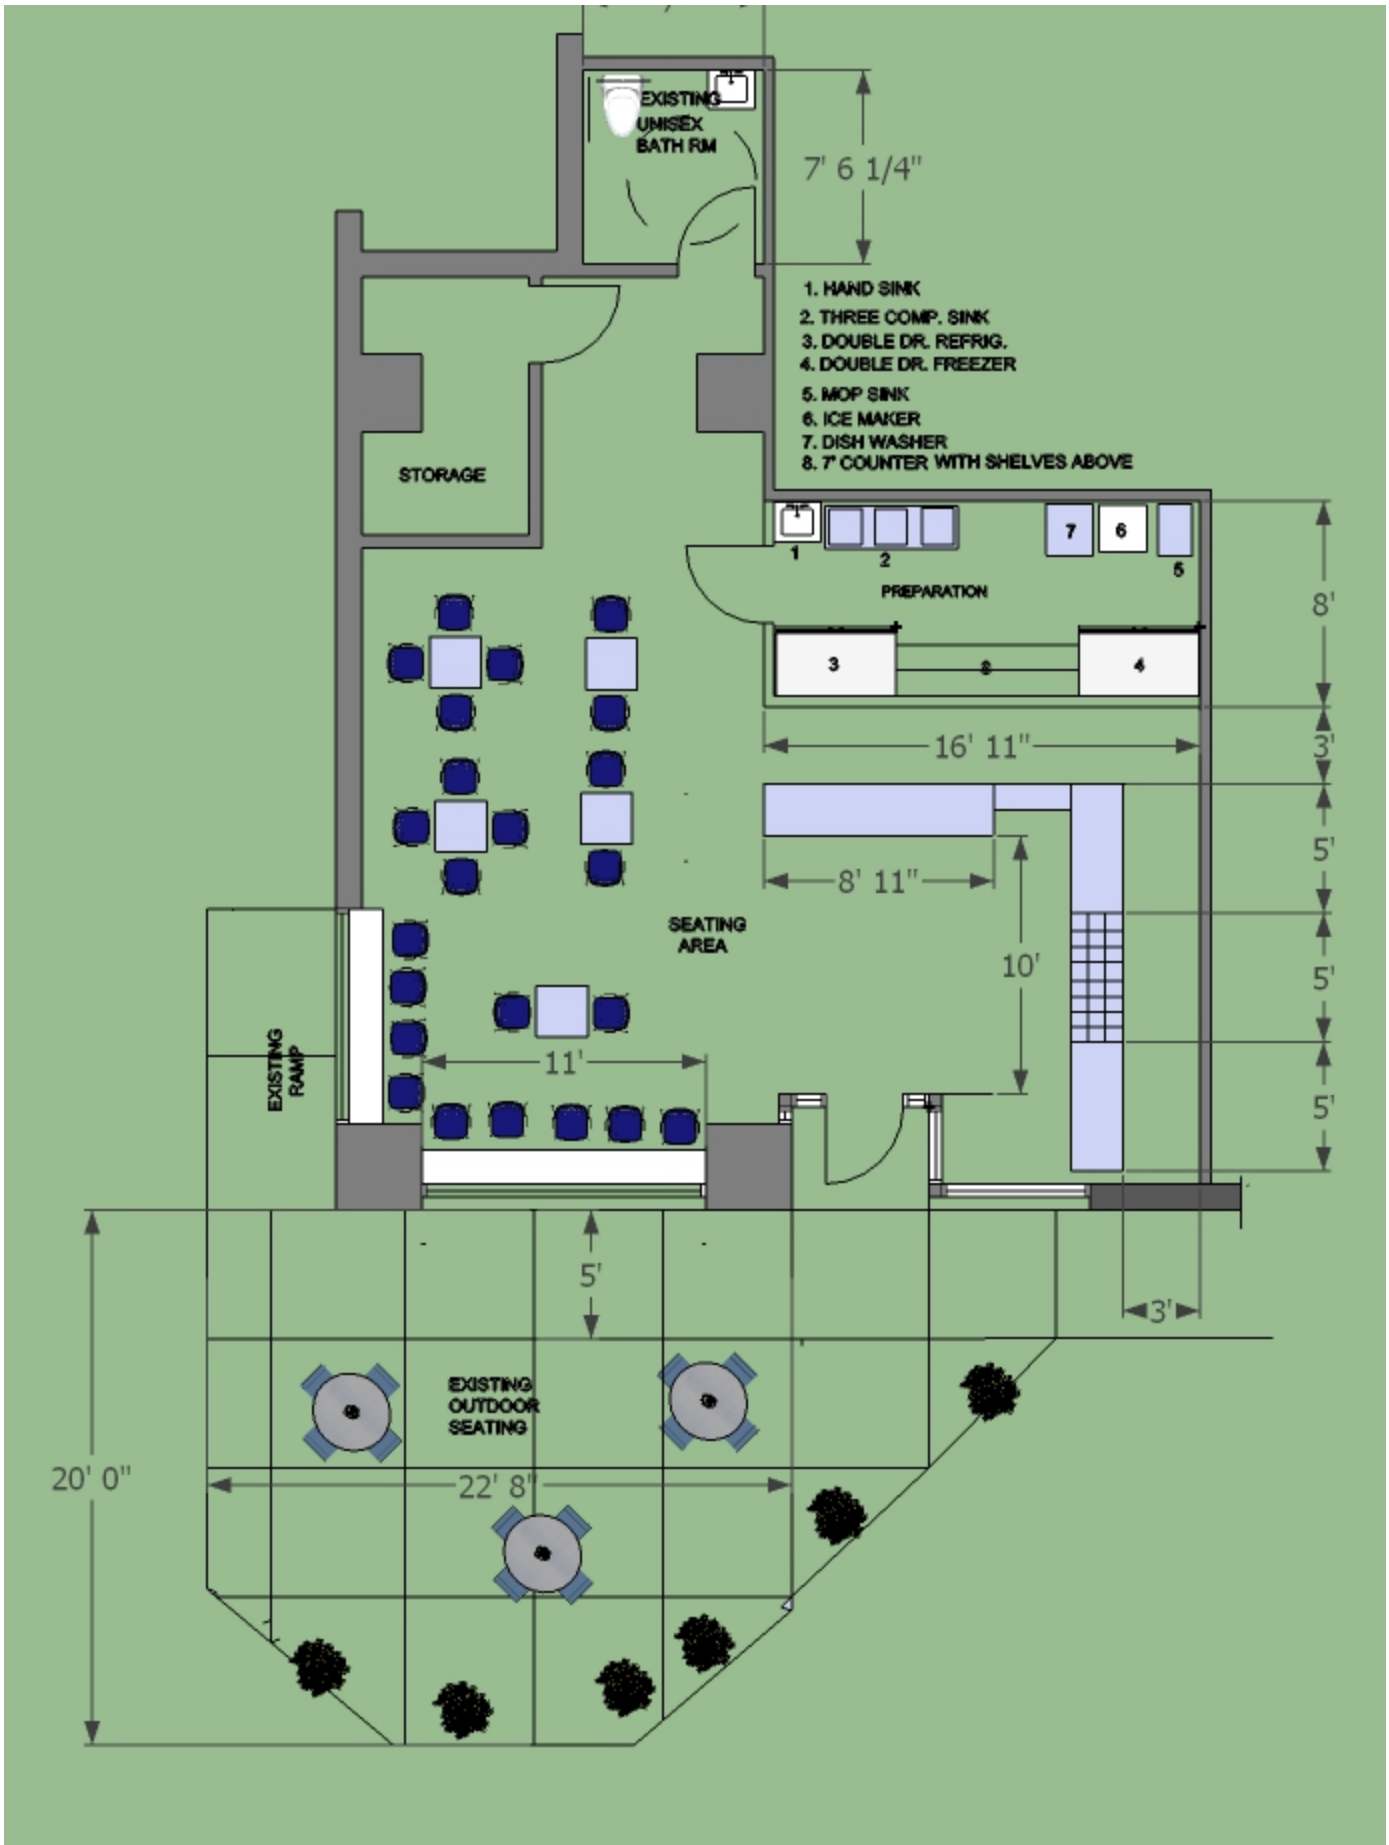 EXISTING
UNISEX
BATH RM
7' 6 1/4"
1. HAND SINK
2. THREE COMP. SINK
3. DOUBLE DR. REFRIG.
4. DOUBLE DR. FREEZER
5. MOP SINK
6. ICE MAKER
7. DISH WASHER
8. 7' COUNTER WITH SHELVES ABOVE
STORAGE
1
2
7
6
5
PREPARATION
8'
3
8
4
16' 11"
3'
8' 11"
5'
SEATING
AREA
10'
5'
EXISTING
RAMP
11'
5'
5'
3'
EXISTING
OUTDOOR
SEATING
20' 0"
22' 8"